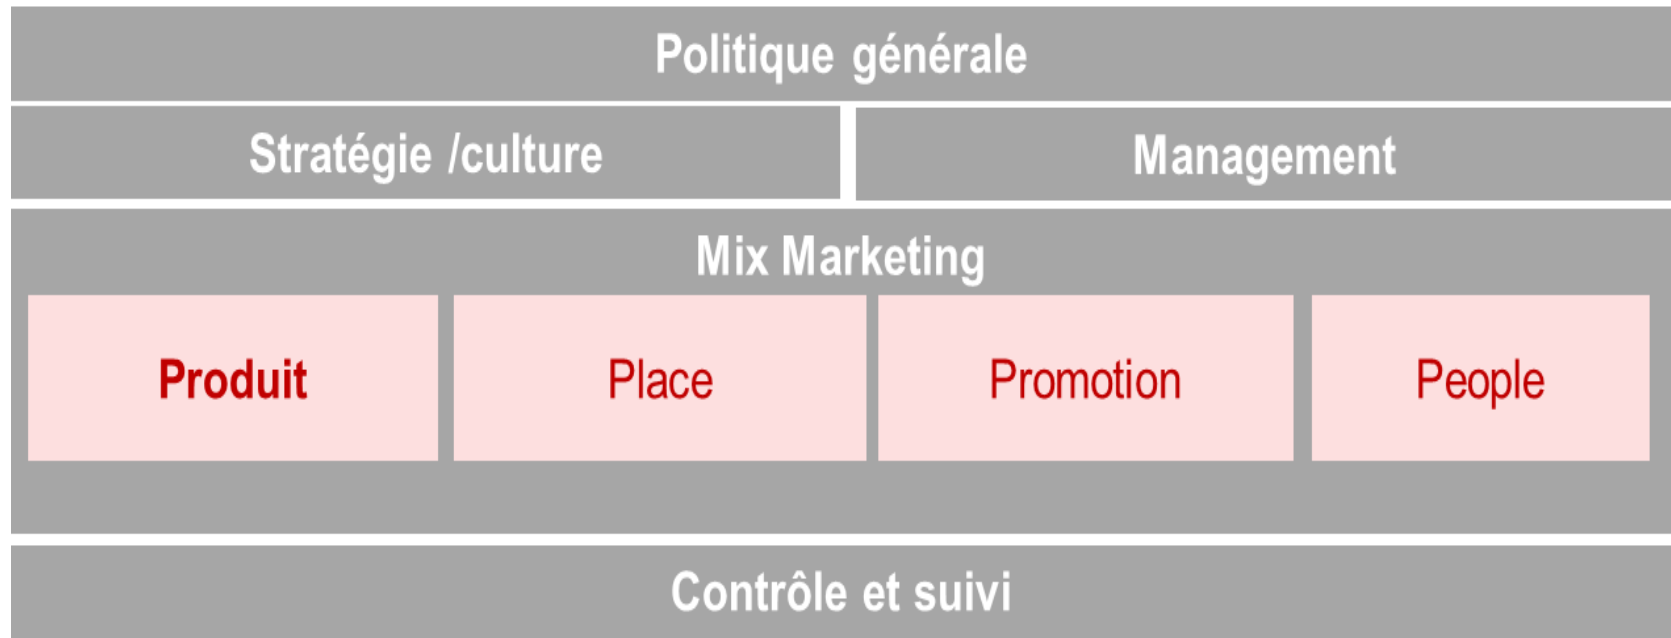 Politique générale
Stratégie /culture
Management
Mix Marketing
Produit
Place
Promotion
People
Contrôle et suivi